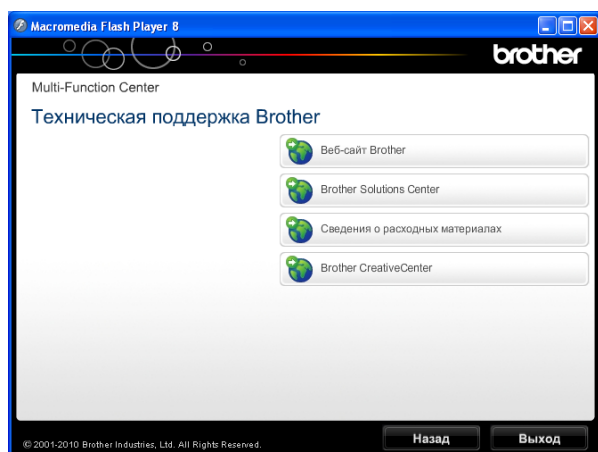 Macromedia Flash Player 8
brother
Multi-Function Center
Техническая поддержка Brother
Веб-сайт Brother
Brother Solutions Center
Сведения о расходных материалах
Brother CreativeCenter
© 2001-2010 Brother Industries, Ltd. All Rights Reserved.
Назад
Выход